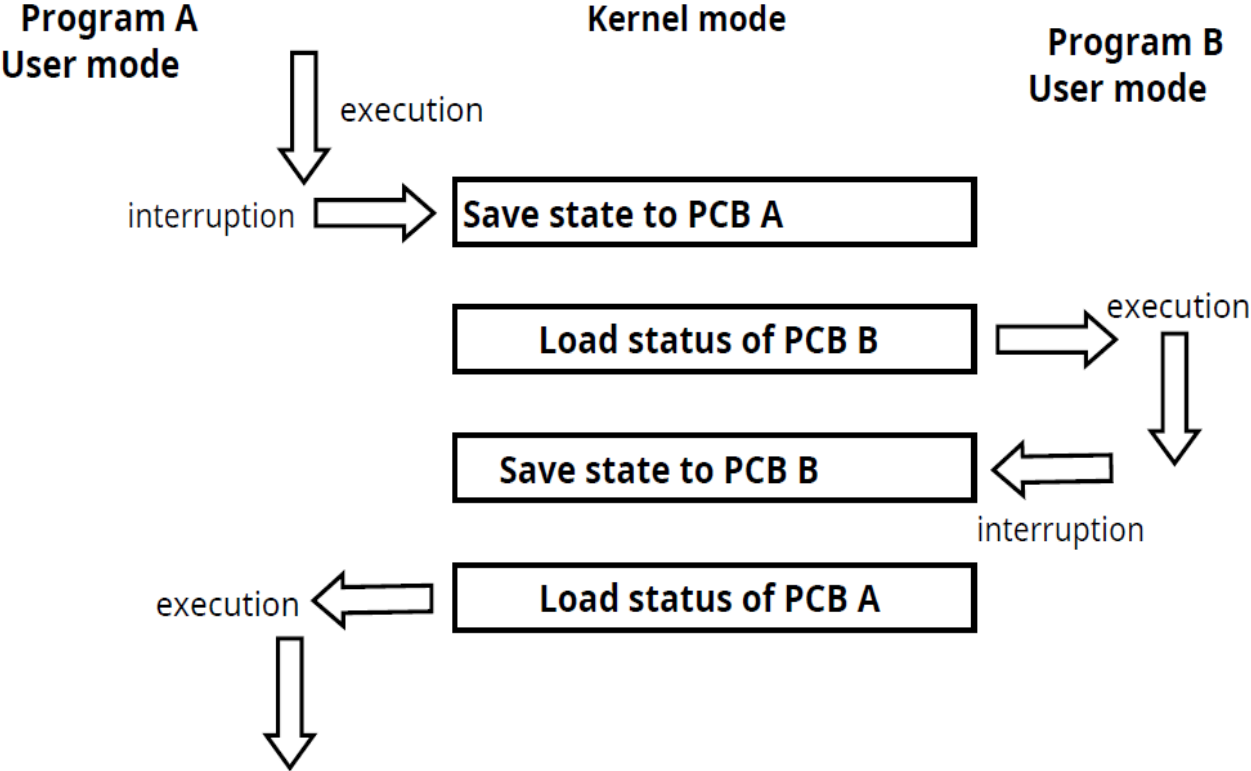 Program A
User mode
Kernel mode
Program B
User mode
execution
interruption
Save state to PCB A
Load status of PCB B
execution
Save state to PCB B
interruption
Load status of PCB A
execution